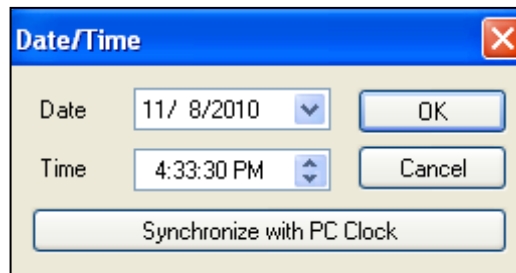 Date/Time
Date 11/ 8/2010 OK
Time 4:33:30 PM Cancel
Synchronize with PC Clock